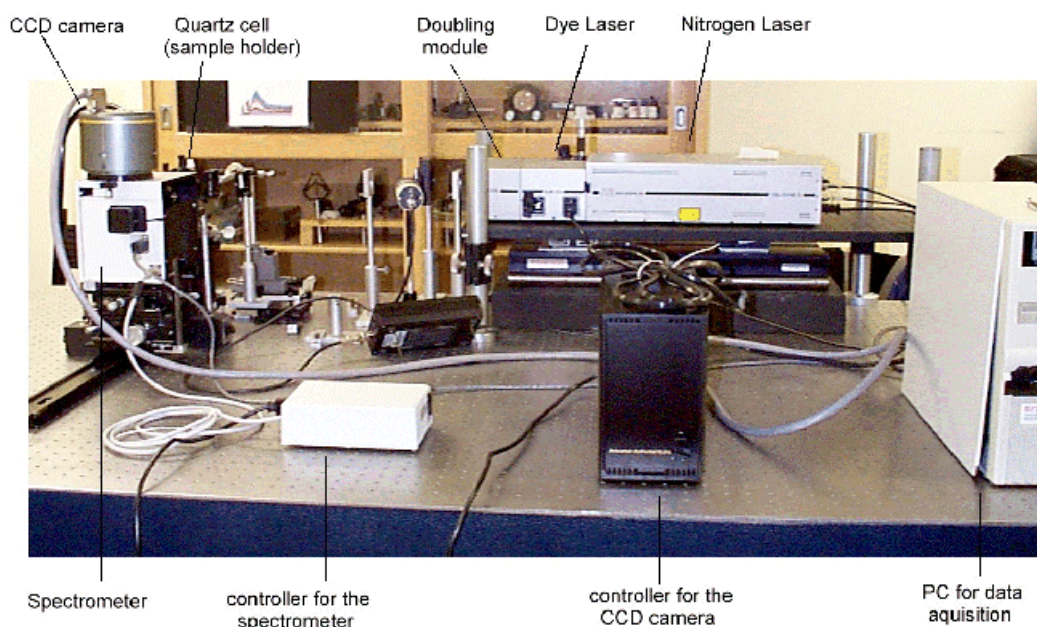 CCD camera
Quartz cell
(sample holder)
Doubling
module
Dye Laser
Nitrogen Laser
Spectrometer
controller for the
spectrometer
controller for the
CCD camera
PC for data
aquisition